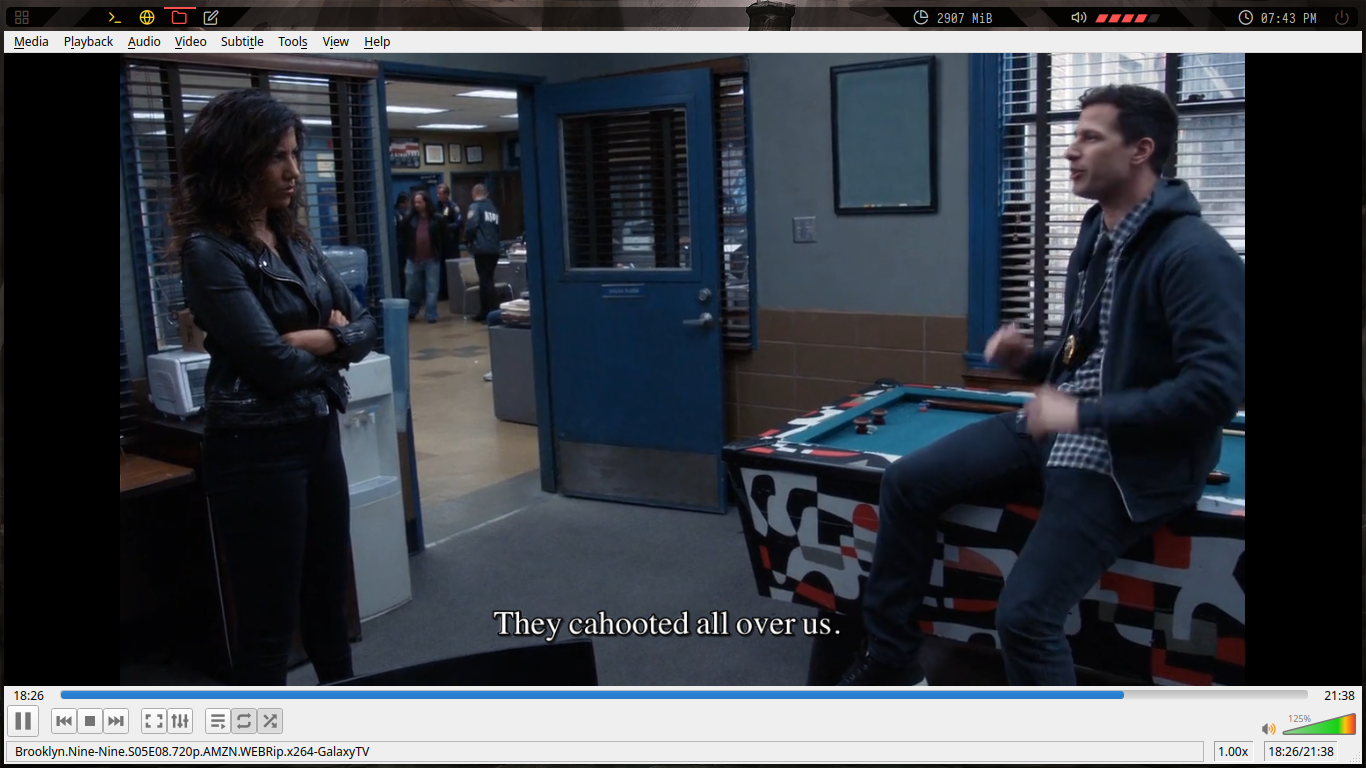 2907 MiB
07:43 PM
Media Playback Audio Video Subtitle Tools View Help
They cahooted all over us.
18:26
21:38
125%
Brooklyn.Nine-Nine.S05E08.720p.AMZN.WEBRip.x264-GalaxyTV
1.00x
18:26/21:38